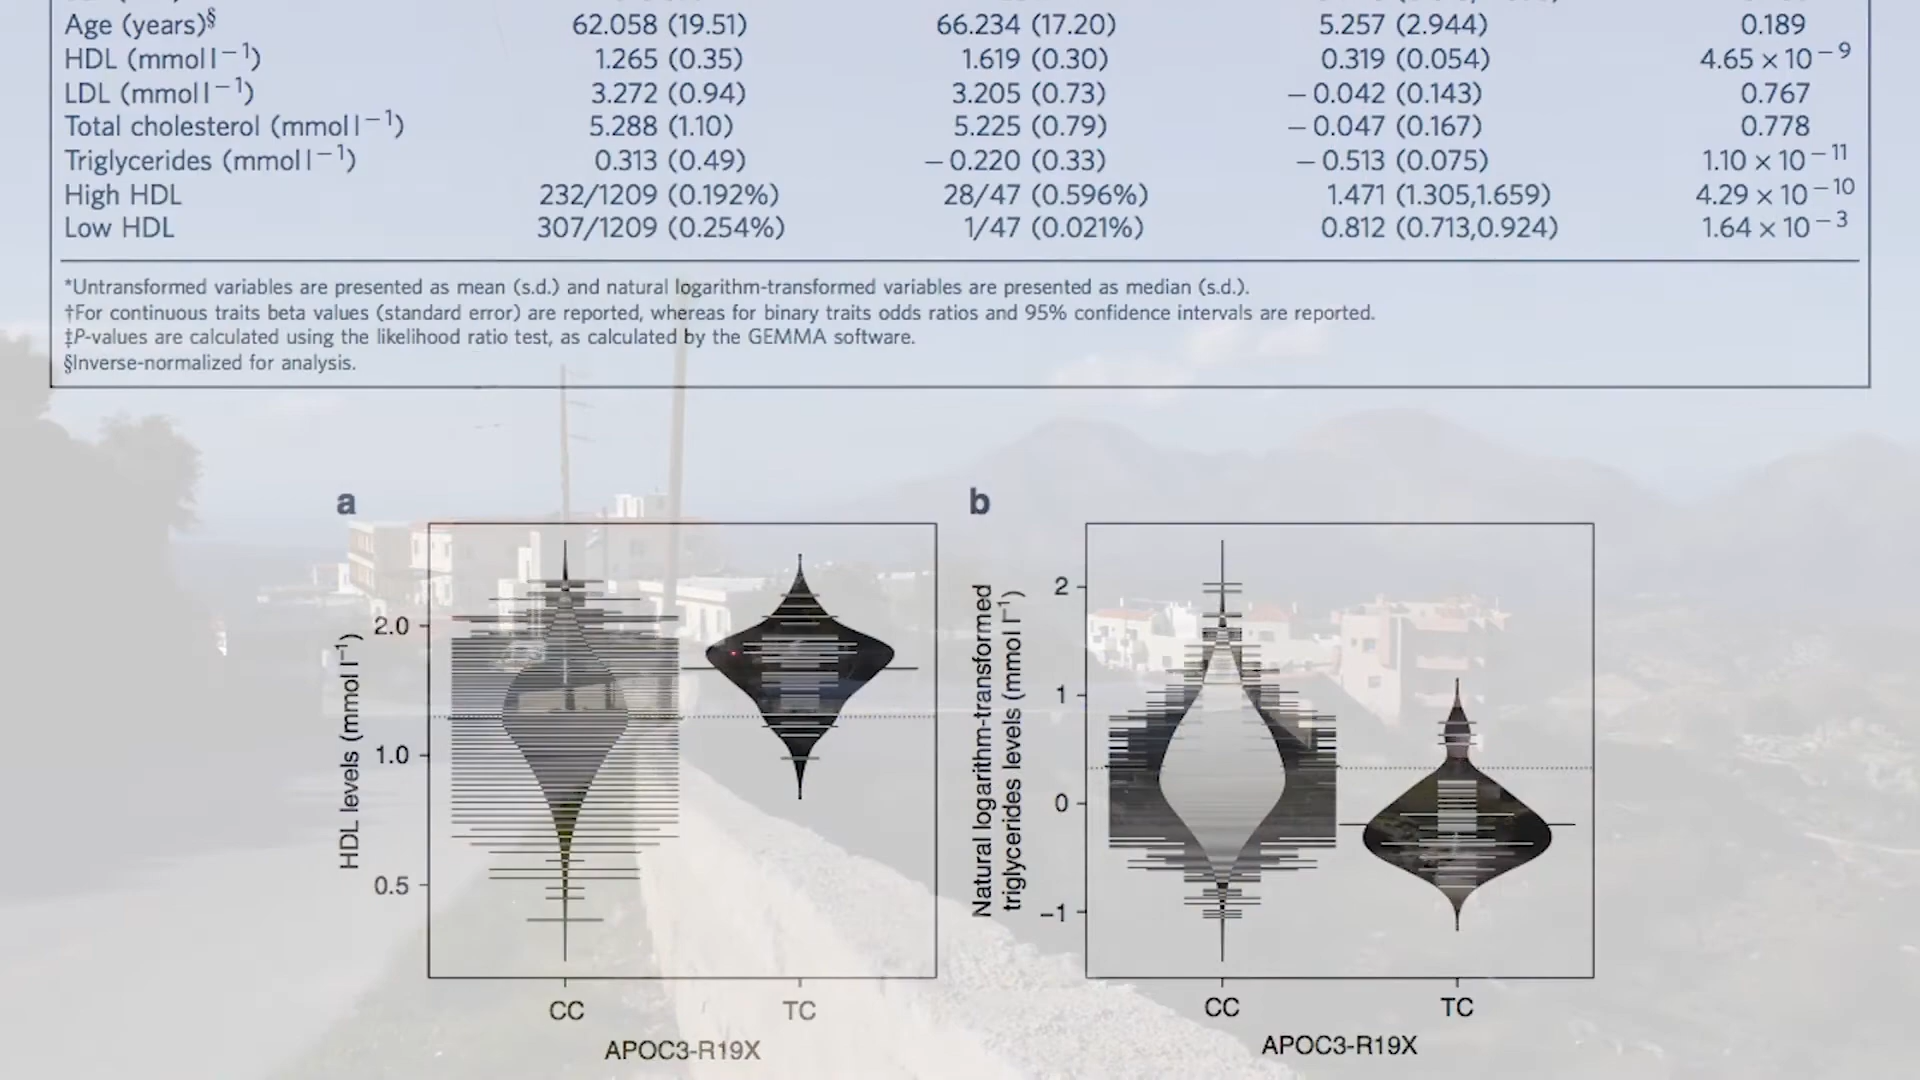 Age (years)§ 62.058 (19.51) 66.234 (17.20) 5.257 (2.944) 0.189
HDL (mmol l−1) 1.265 (0.35) 1.619 (0.30) 0.319 (0.054) 4.65 × 10−9
LDL (mmol l−1) 3.272 (0.94) 3.205 (0.73) −0.042 (0.143) 0.767
Total cholesterol (mmol l−1) 5.288 (1.10) 5.225 (0.79) −0.047 (0.167) 0.778
Triglycerides (mmol l−1) 0.313 (0.49) −0.220 (0.33) −0.513 (0.075) 1.10 × 10−11
High HDL 232/1209 (0.192%) 28/47 (0.596%) 1.471 (1.305,1.659) 4.29 × 10−10
Low HDL 307/1209 (0.254%) 1/47 (0.021%) 0.812 (0.713,0.924) 1.64 × 10−3
*Untransformed variables are presented as mean (s.d.) and natural logarithm-transformed variables are presented as median (s.d.).
†For continuous traits beta values (standard error) are reported, whereas for binary traits odds ratios and 95% confidence intervals are reported.
‡P-values are calculated using the likelihood ratio test, as calculated by the GEMMA software.
§Inverse-normalized for analysis.
a
HDL levels (mmol l−1)
2.0
1.0
0.5
CC TC
APOC3-R19X
b
Natural logarithm-transformed
triglycerides levels (mmol l−1)
2
1
0
−1
CC TC
APOC3-R19X